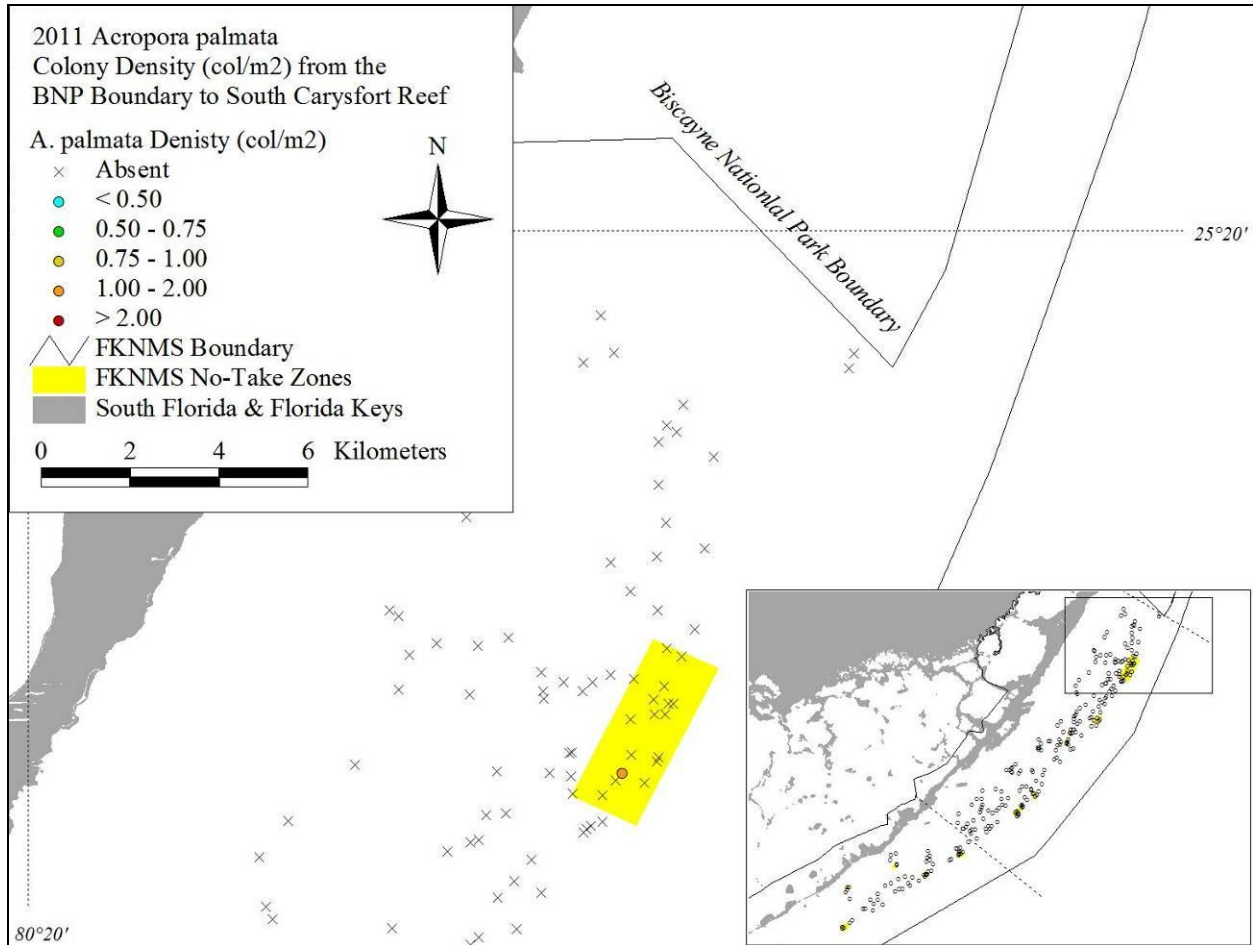 2011 Acropora palmata
Colony Density (col/m2) from the
BNP Boundary to South Carysfort Reef
A. palmata Denisty (col/m2)
Absent
< 0.50
0.50 - 0.75
0.75 - 1.00
1.00 - 2.00
> 2.00
FKNMS Boundary
FKNMS No-Take Zones
South Florida & Florida Keys
0 2 4 6 Kilometers
N
Biscayne Nationlal Park Boundary
25°20'
80°20'